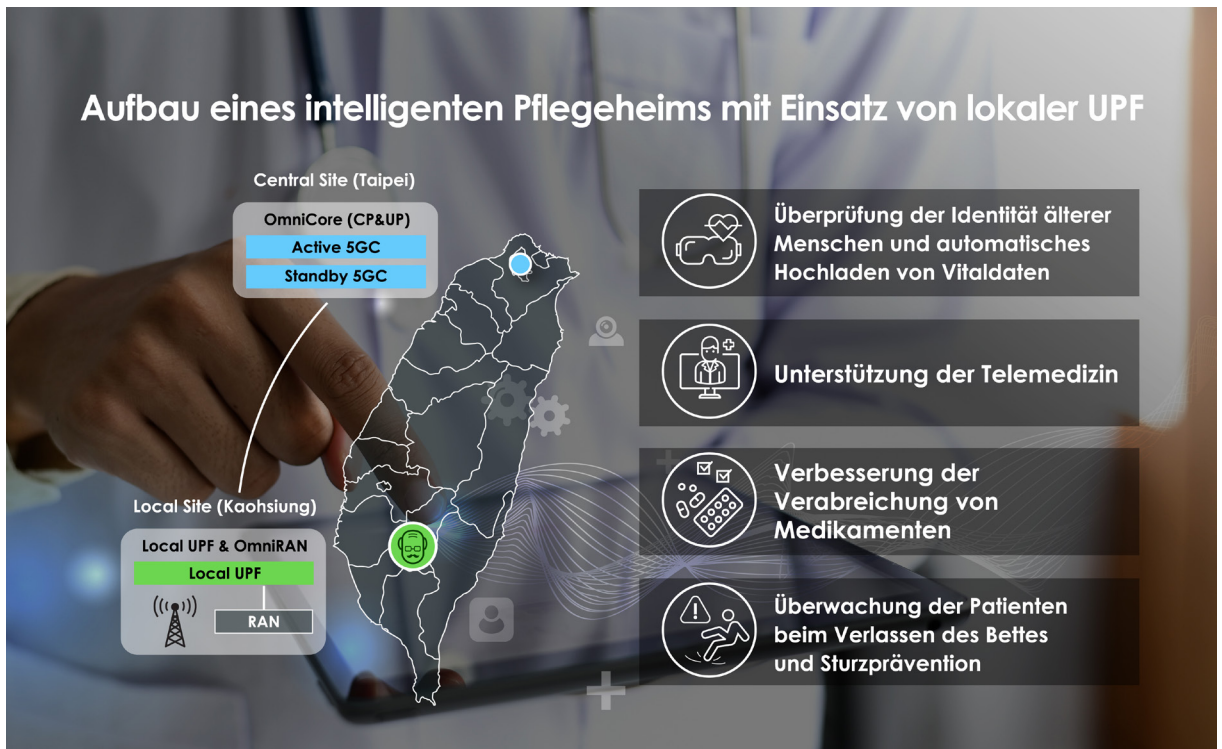 Aufbau eines intelligenten Pflegeheims mit Einsatz von lokaler UPF
Central Site (Taipei)
OmniCore (CP&UP)
Active 5GC
Standby 5GC
Local Site (Kaohsiung)
Local UPF & OmniRAN
Local UPF
RAN
Überprüfung der Identität älterer
Menschen und automatisches
Hochladen von Vitaldaten
Unterstützung der Telemedizin
Verbesserung der
Verabreichung von
Medikamenten
Überwachung der Patienten
beim Verlassen des Bettes
und Sturzprävention